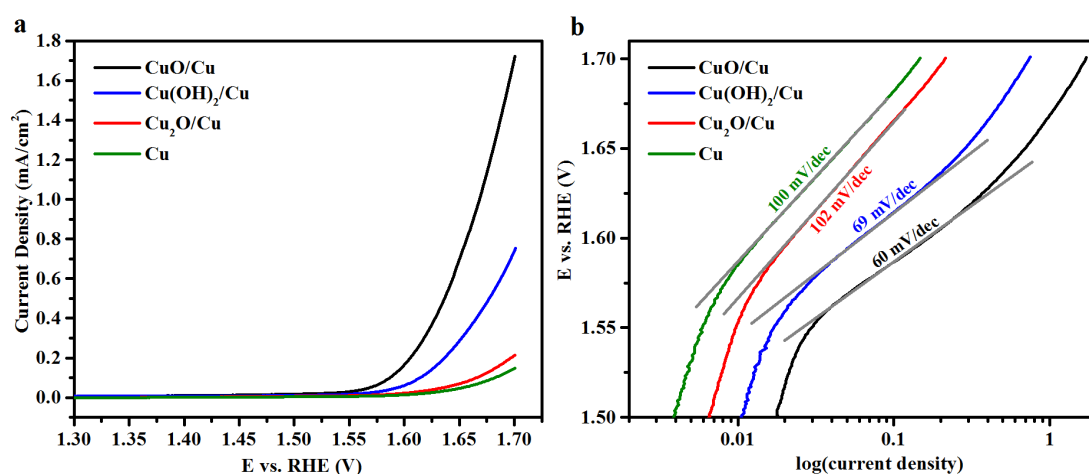 a
1.8
1.6
1.4
1.2
1.0
0.8
0.6
0.4
0.2
0.0
Current Density (mA/cm²)
CuO/Cu
Cu(OH)₂/Cu
Cu₂O/Cu
Cu
1.30 1.35 1.40 1.45 1.50 1.55 1.60 1.65 1.70
E vs. RHE (V)
b
1.70
1.65
1.60
1.55
1.50
E vs. RHE (V)
CuO/Cu
Cu(OH)₂/Cu
Cu₂O/Cu
Cu
100 mV/dec
102 mV/dec
69 mV/dec
60 mV/dec
0.01 0.1 1
log(current density)